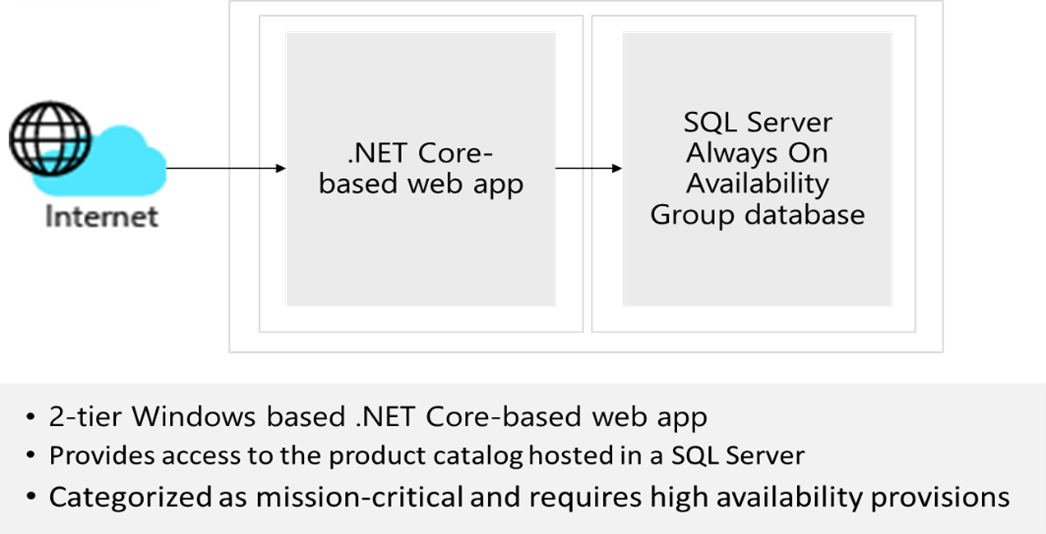 Internet
.NET Core-
based web app
SQL Server
Always On
Availability
Group database
• 2-tier Windows based .NET Core-based web app
• Provides access to the product catalog hosted in a SQL Server
• Categorized as mission-critical and requires high availability provisions